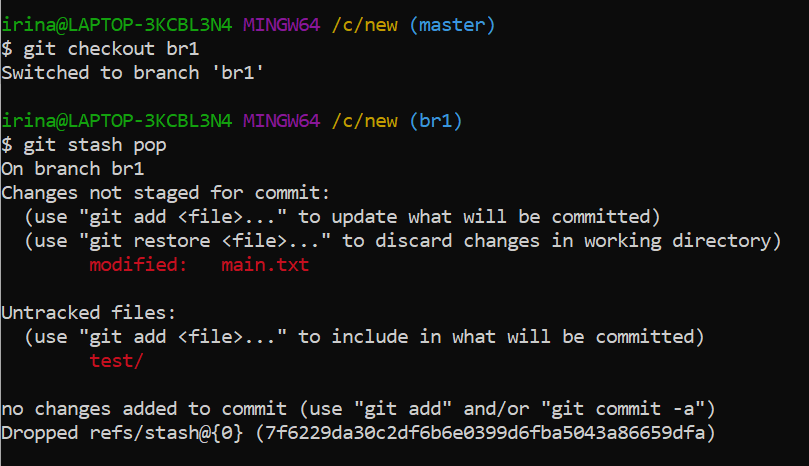 irina@LAPTOP-3KCBL3N4 MINGW64 /c/new (master)
$ git checkout br1
Switched to branch 'br1'
irina@LAPTOP-3KCBL3N4 MINGW64 /c/new (br1)
$ git stash pop
On branch br1
Changes not staged for commit:
  (use "git add <file>..." to update what will be committed)
  (use "git restore <file>..." to discard changes in working directory)
        modified:   main.txt
Untracked files:
  (use "git add <file>..." to include in what will be committed)
        test/
no changes added to commit (use "git add" and/or "git commit -a")
Dropped refs/stash@{0} (7f6229da30c2df6b6e0399d6fba5043a86659dfa)